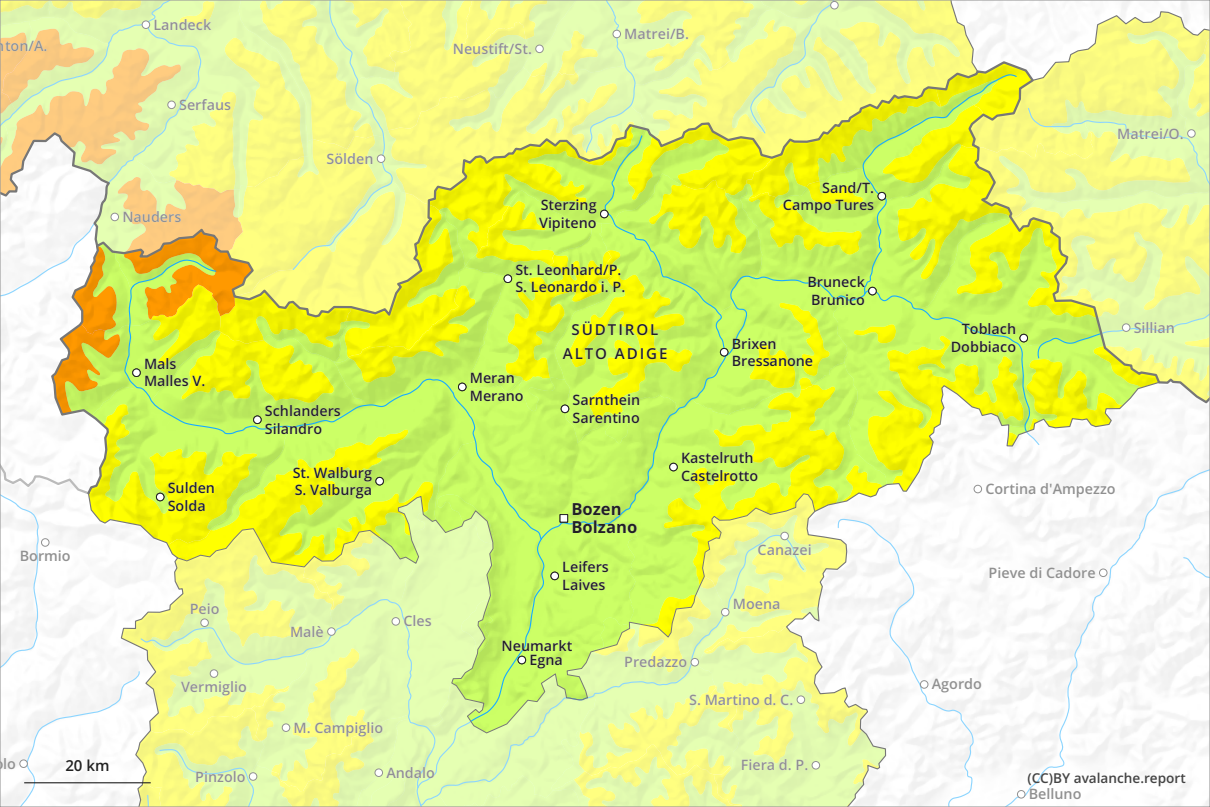 Landeck
Matrei/B.
Neustift/St.
Serfaus
Matrei/O.
Sölden
Sand/T.
Campo Tures
Sterzing
Vipiteno
Nauders
St. Leonhard/P.
S. Leonardo i. P.
Bruneck
Brunico
SÜDTIROL
ALTO ADIGE
Toblach
Dobbiaco
Sillian
Brixen
Bressanone
Mals
Malles V.
Meran
Merano
Schlanders
Silandro
Sarnthein
Sarentino
St. Walburg
S. Valburga
Kastelruth
Castelrotto
Sulden
Solda
Cortina d'Ampezzo
Bozen
Bolzano
Bormio
Canazei
Leifers
Laives
Pieve di Cadore
Peio
Moena
Malè
Cles
Neumarkt
Egna
Predazzo
Vermiglio
Agordo
S. Martino d. C.
M. Campiglio
20 km
Pinzolo
Andalo
Fiera d. P.
(CC)BY avalanche.report
Belluno